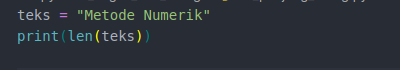 teks = "Metode Numerik"
print(len(teks))